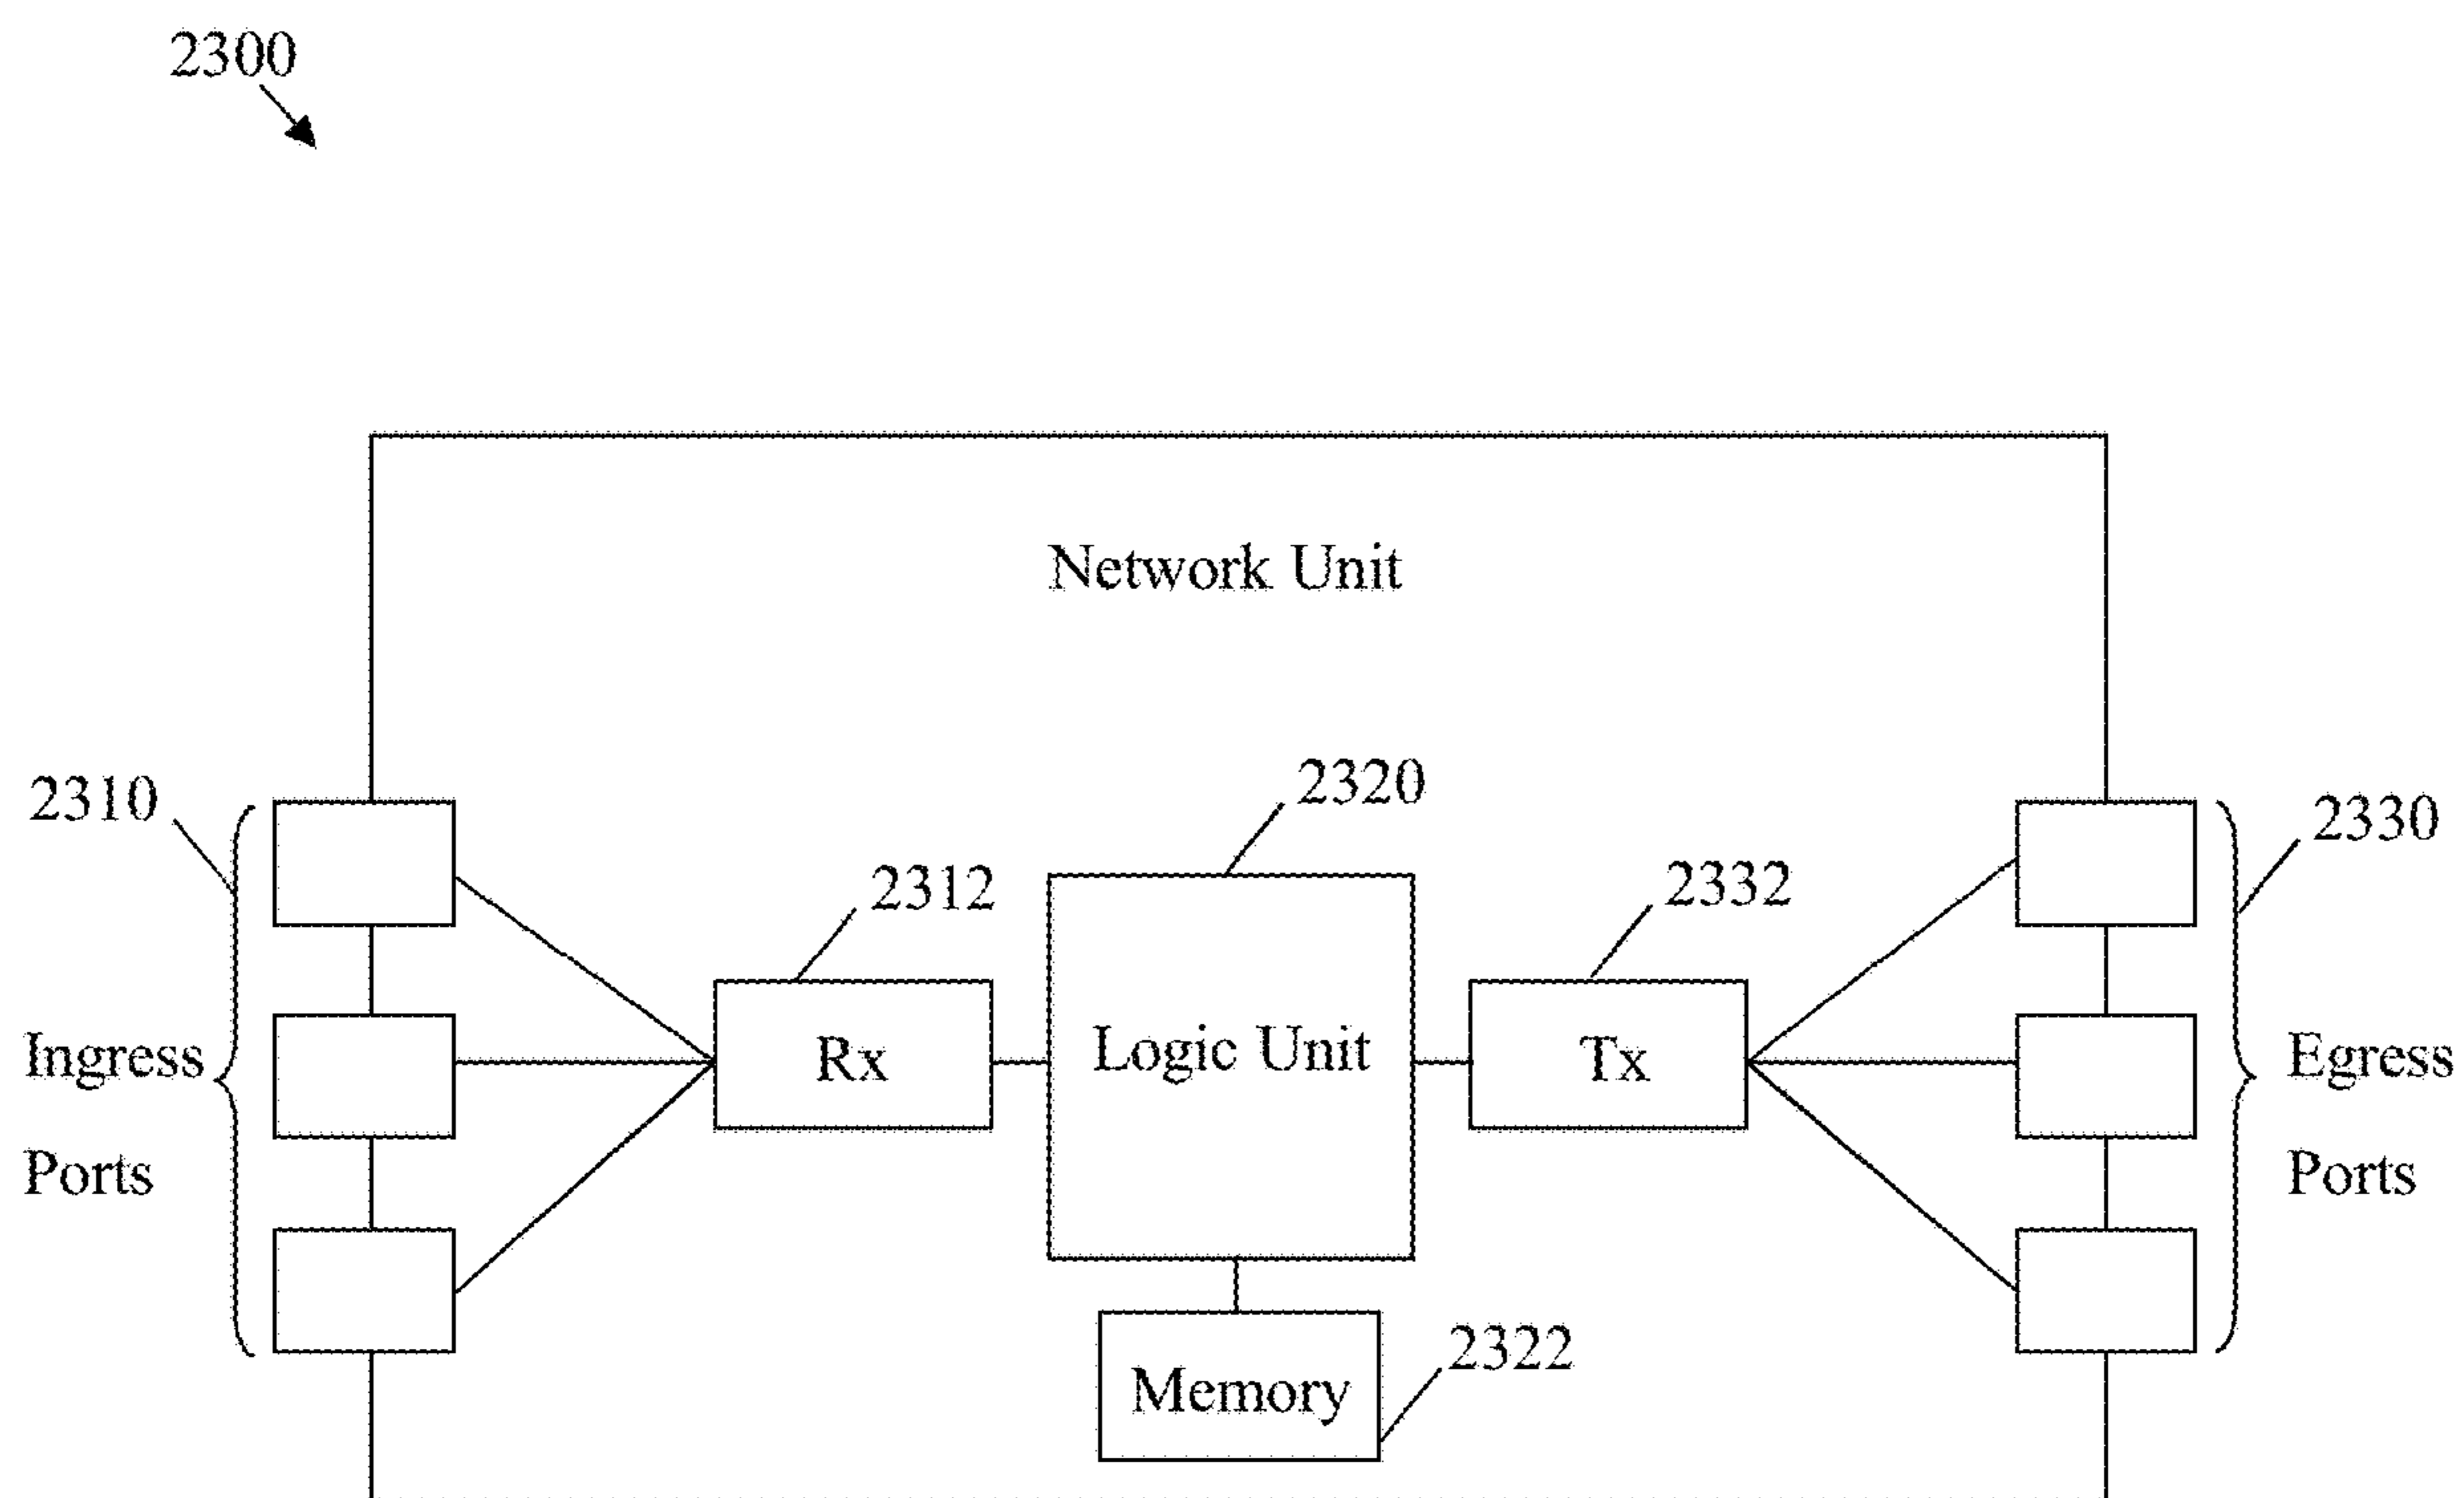 2300
Network Unit
2310
2320
2330
2312
2332
Ingress
Ports
Rx
Logic Unit
Tx
Egress
Ports
Memory
2322